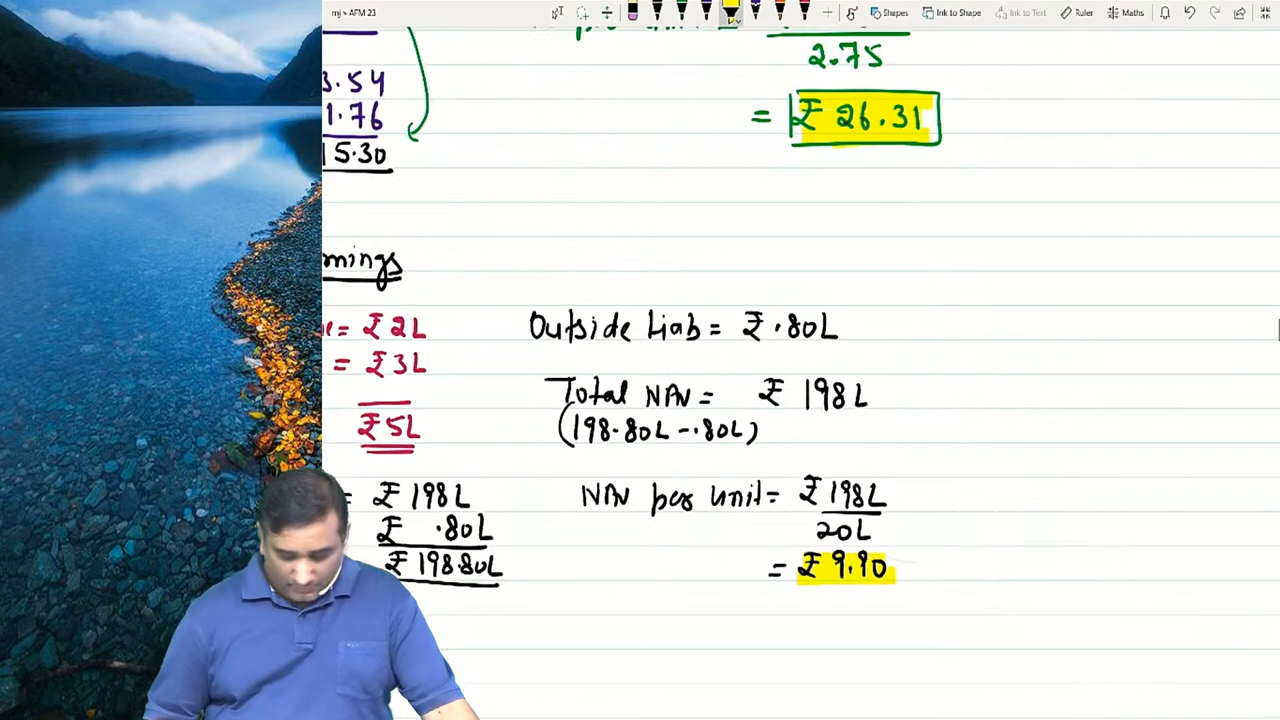 mj » AFM 23
Shapes
Ink to Shape
Ink to Text
Ruler
Maths
2.75
= ₹ 26.31
3.54
1.76
15.30
mings
= ₹2L
= ₹3L
₹5L
= ₹ 198L
₹ .80L
₹ 198.80L
Outside Liab = ₹ .80L
Total NAV = ₹ 198L
(198.80L - .80L)
NAV per unit = ₹ 198L
20L
= ₹ 9.90